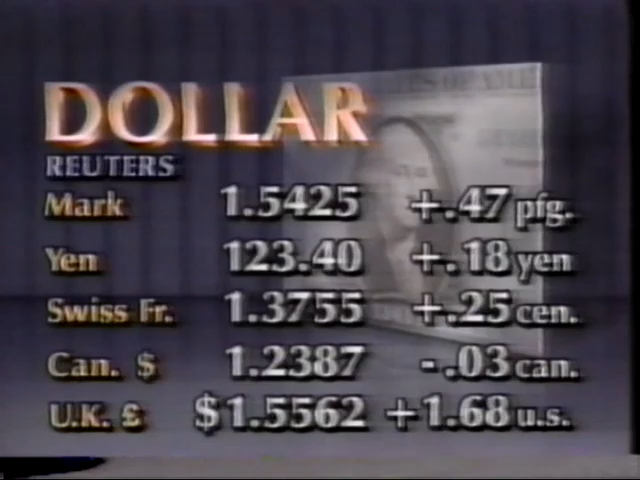 DOLLAR
REUTERS
Mark 1.5425 +.47 pfg.
Yen 123.40 +.18 yen
Swiss Fr. 1.3755 +.25 cen.
Can. $ 1.2387 -.03 can.
U.K. £ $1.5562 +1.68 u.s.